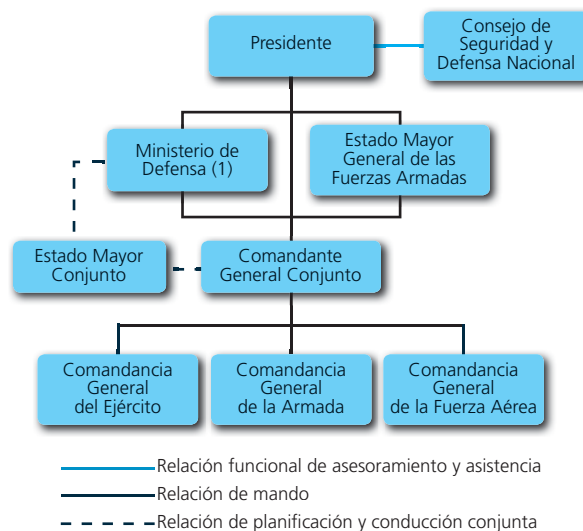 Presidente
Consejo de
Seguridad y
Defensa Nacional
Ministerio de
Defensa (1)
Estado Mayor
General de las
Fuerzas Armadas
Estado Mayor
Conjunto
Comandante
General Conjunto
Comandancia
General
del Ejército
Comandancia
General
de la Armada
Comandancia
General
de la Fuerza Aérea
Relación funcional de asesoramiento y asistencia
Relación de mando
Relación de planificación y conducción conjunta